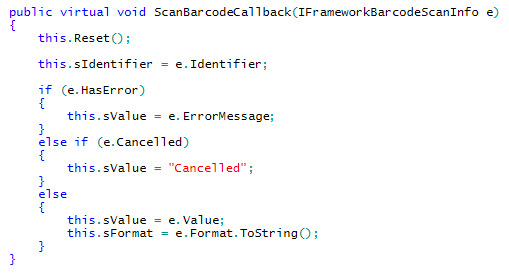 public virtual void ScanBarcodeCallback(IFrameworkBarcodeScanInfo e)
{
    this.Reset();
    this.sIdentifier = e.Identifier;
    if (e.HasError)
    {
        this.sValue = e.ErrorMessage;
    }
    else if (e.Cancelled)
    {
        this.sValue = "Cancelled";
    }
    else
    {
        this.sValue = e.Value;
        this.sFormat = e.Format.ToString();
    }
}